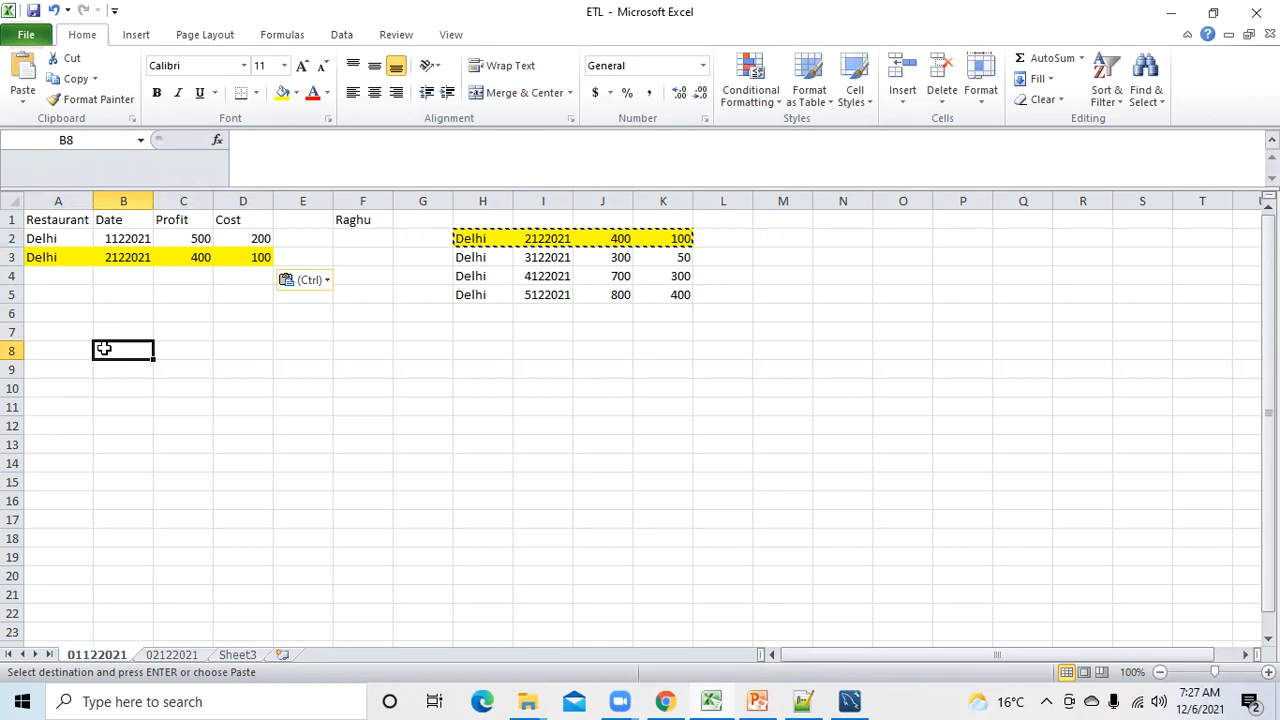 ETL - Microsoft Excel
File Home Insert Page Layout Formulas Data Review View
Paste
Cut
Copy
Format Painter
Clipboard
Calibri 11
B I U
Font
Wrap Text
Merge & Center
Alignment
General
$ % ,
Number
Conditional Formatting
Format as Table
Cell Styles
Styles
Insert Delete Format
Cells
Σ AutoSum
Fill
Clear
Sort & Filter
Find & Select
Editing
B8 fx
A B C D E F G H I J K L M N O P Q R S T
1 Restaurant Date Profit Cost Raghu
2 Delhi 1122021 500 200 Delhi 2122021 400 100
3 Delhi 2122021 400 100 Delhi 3122021 300 50
4 (Ctrl) Delhi 4122021 700 300
5 Delhi 5122021 800 400
6
7
8
9
10
11
12
13
14
15
16
17
18
19
20
21
22
23
01122021 02122021 Sheet3
Select destination and press ENTER or choose Paste 100%
Type here to search 16°C 7:27 AM
12/6/2021 2